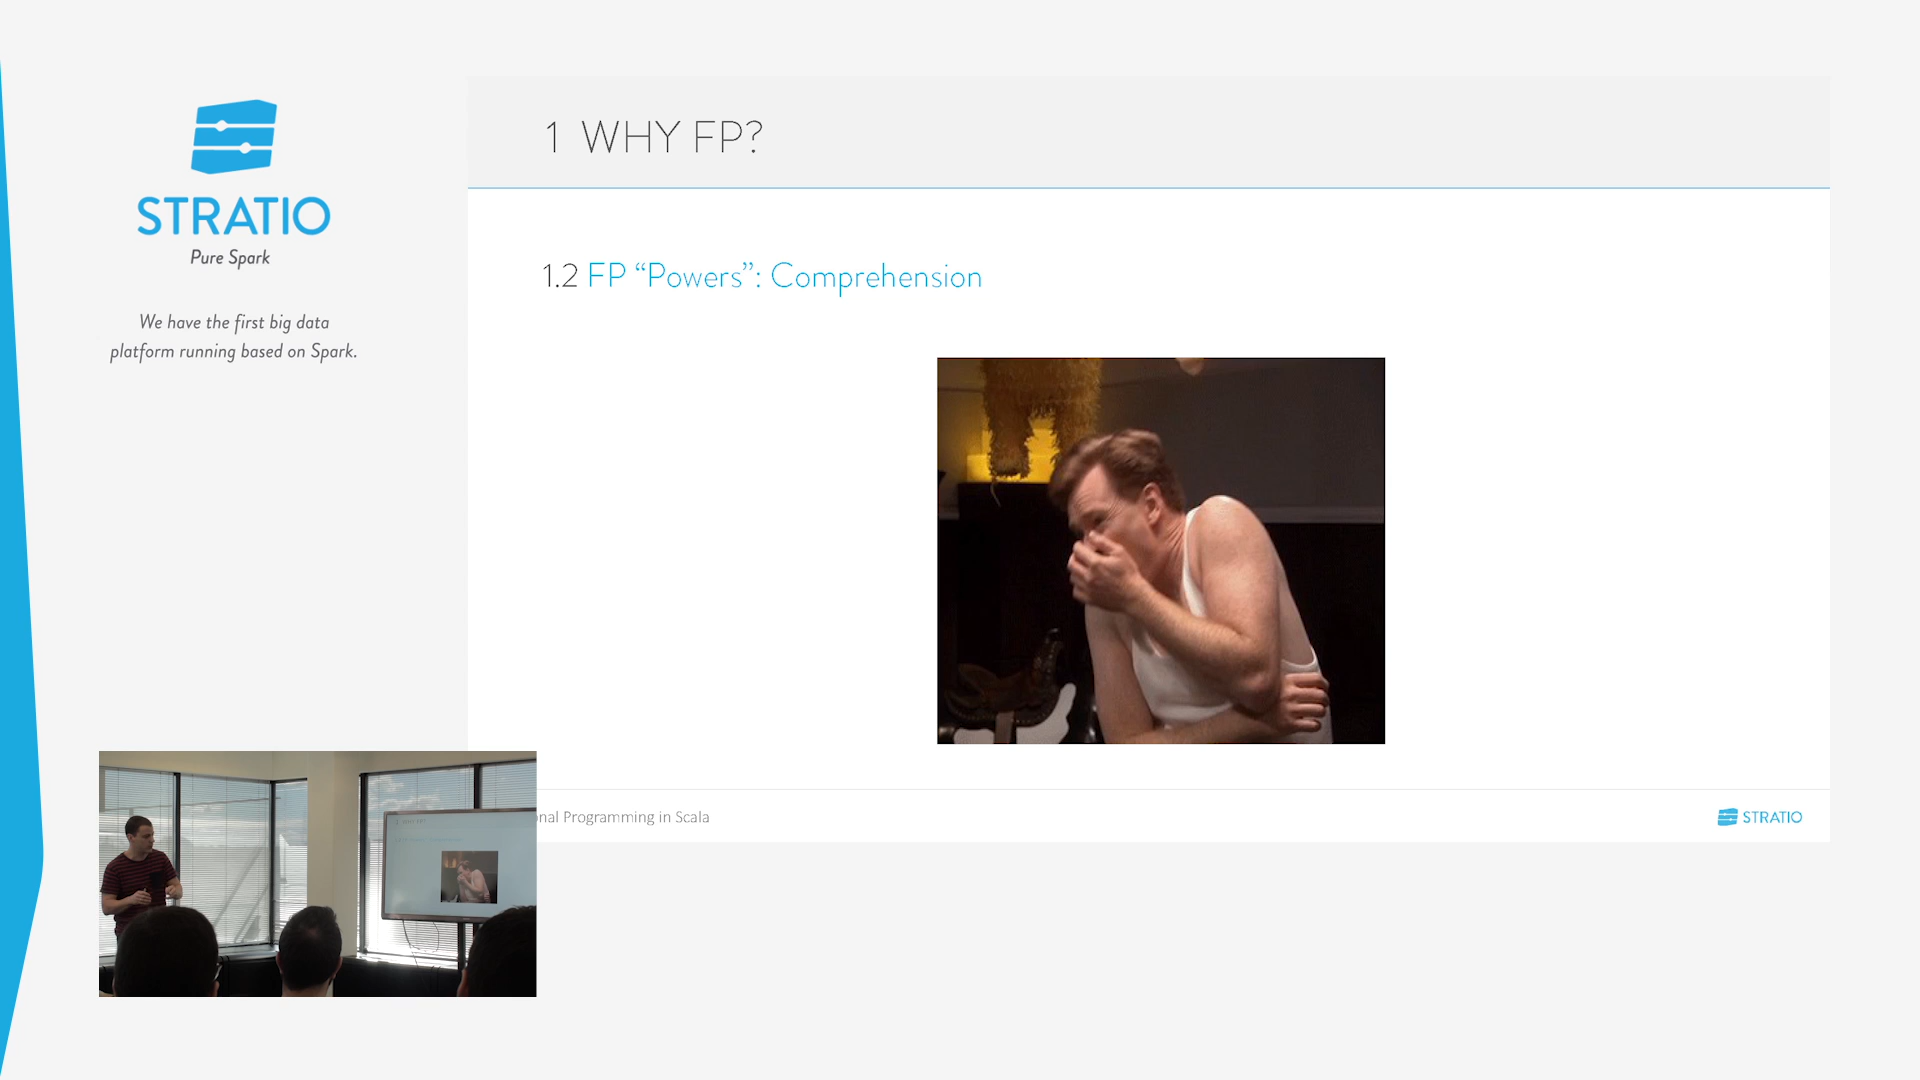 STRATIO
Pure Spark
We have the first big data
platform running based on Spark.
1 WHY FP?
1.2 FP “Powers”: Comprehension
onal Programming in Scala
STRATIO